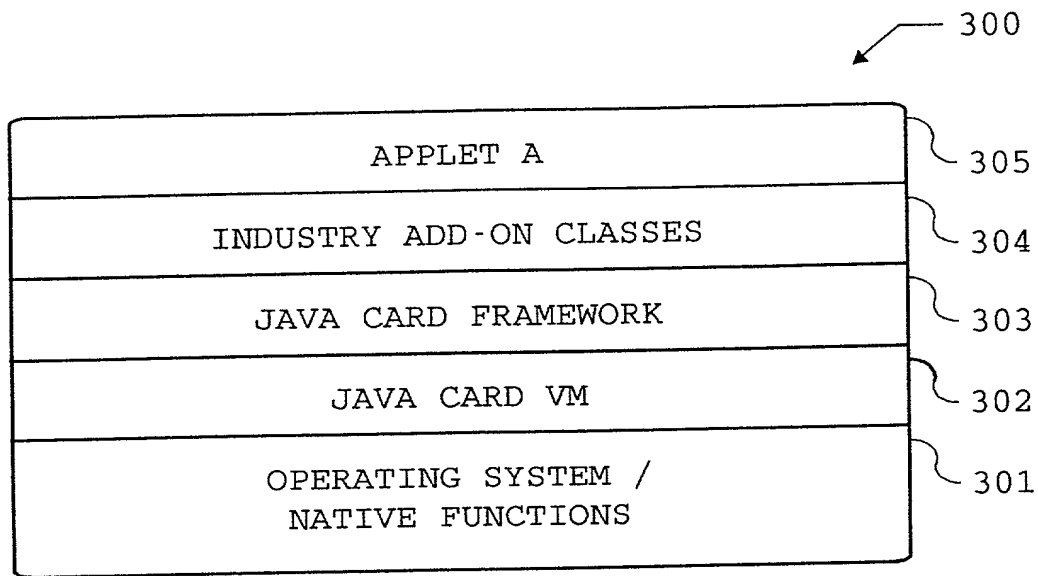 300
APPLET A
305
INDUSTRY ADD-ON CLASSES
304
JAVA CARD FRAMEWORK
303
JAVA CARD VM
302
OPERATING SYSTEM /
NATIVE FUNCTIONS
301